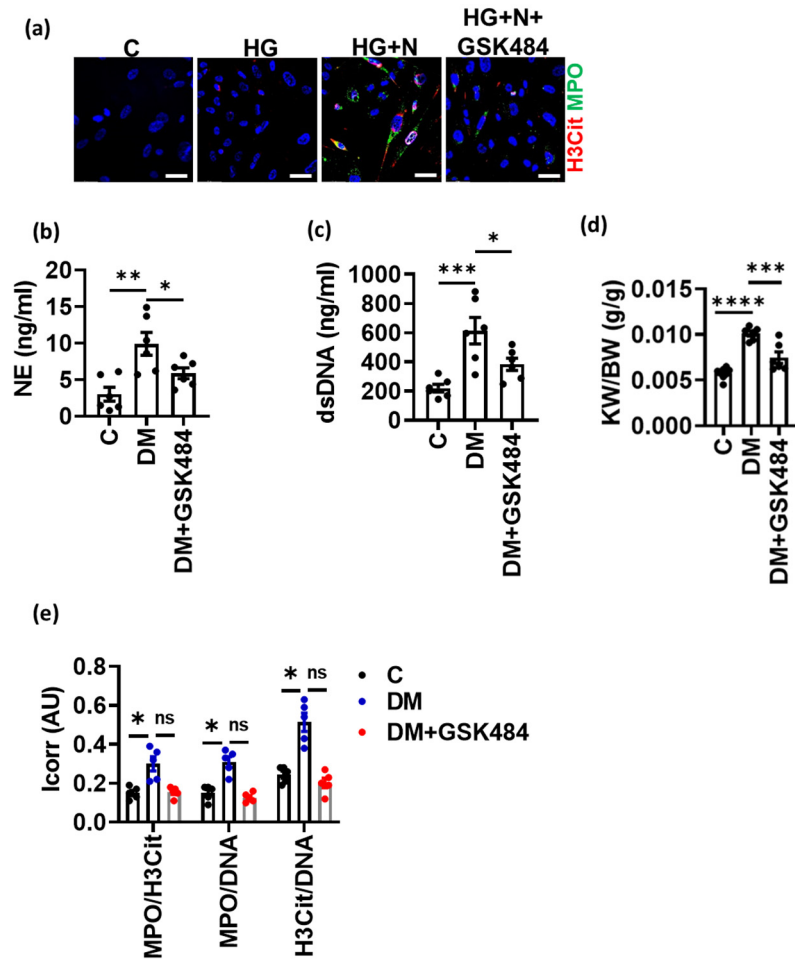 (a)
C
HG
HG+N
HG+N+
GSK484
H3Cit MPO
(b)
NE (ng/ml)
20
15
10
5
0
**
*
C
DM
DM+GSK484
(c)
dsDNA (ng/ml)
1000
800
600
400
200
0
***
*
C
DM
DM+GSK484
(d)
KW/BW (g/g)
0.015
0.010
0.005
0.000
****
***
C
DM
DM+GSK484
(e)
Icorr (AU)
0.8
0.6
0.4
0.2
0.0
* ns
* ns
* ns
MPO/H3Cit
MPO/DNA
H3Cit/DNA
C
DM
DM+GSK484